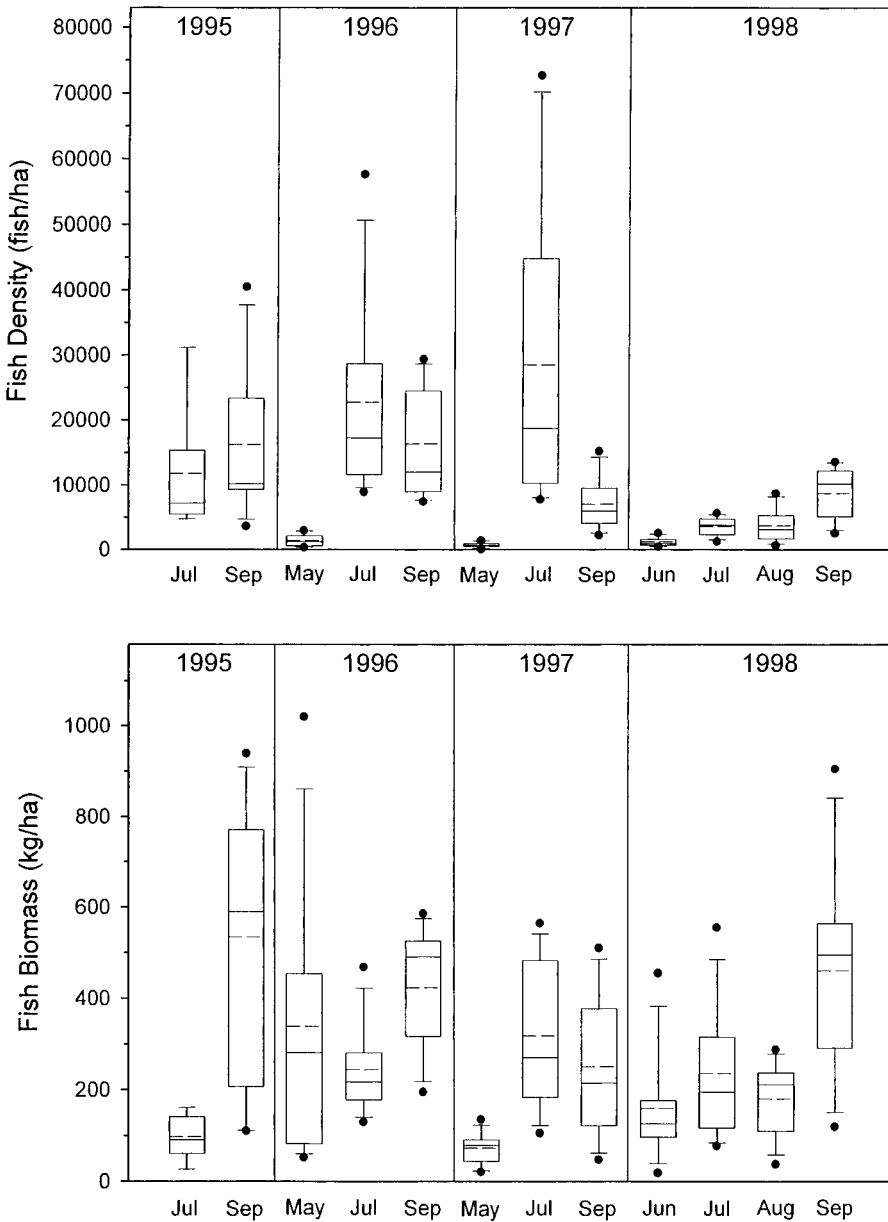 1995 1996 1997 1998
Fish Density (fish/ha)
80000
70000
60000
50000
40000
30000
20000
10000
0
Jul Sep May Jul Sep May Jul Sep Jun Jul Aug Sep
1995 1996 1997 1998
Fish Biomass (kg/ha)
1000
800
600
400
200
0
Jul Sep May Jul Sep May Jul Sep Jun Jul Aug Sep